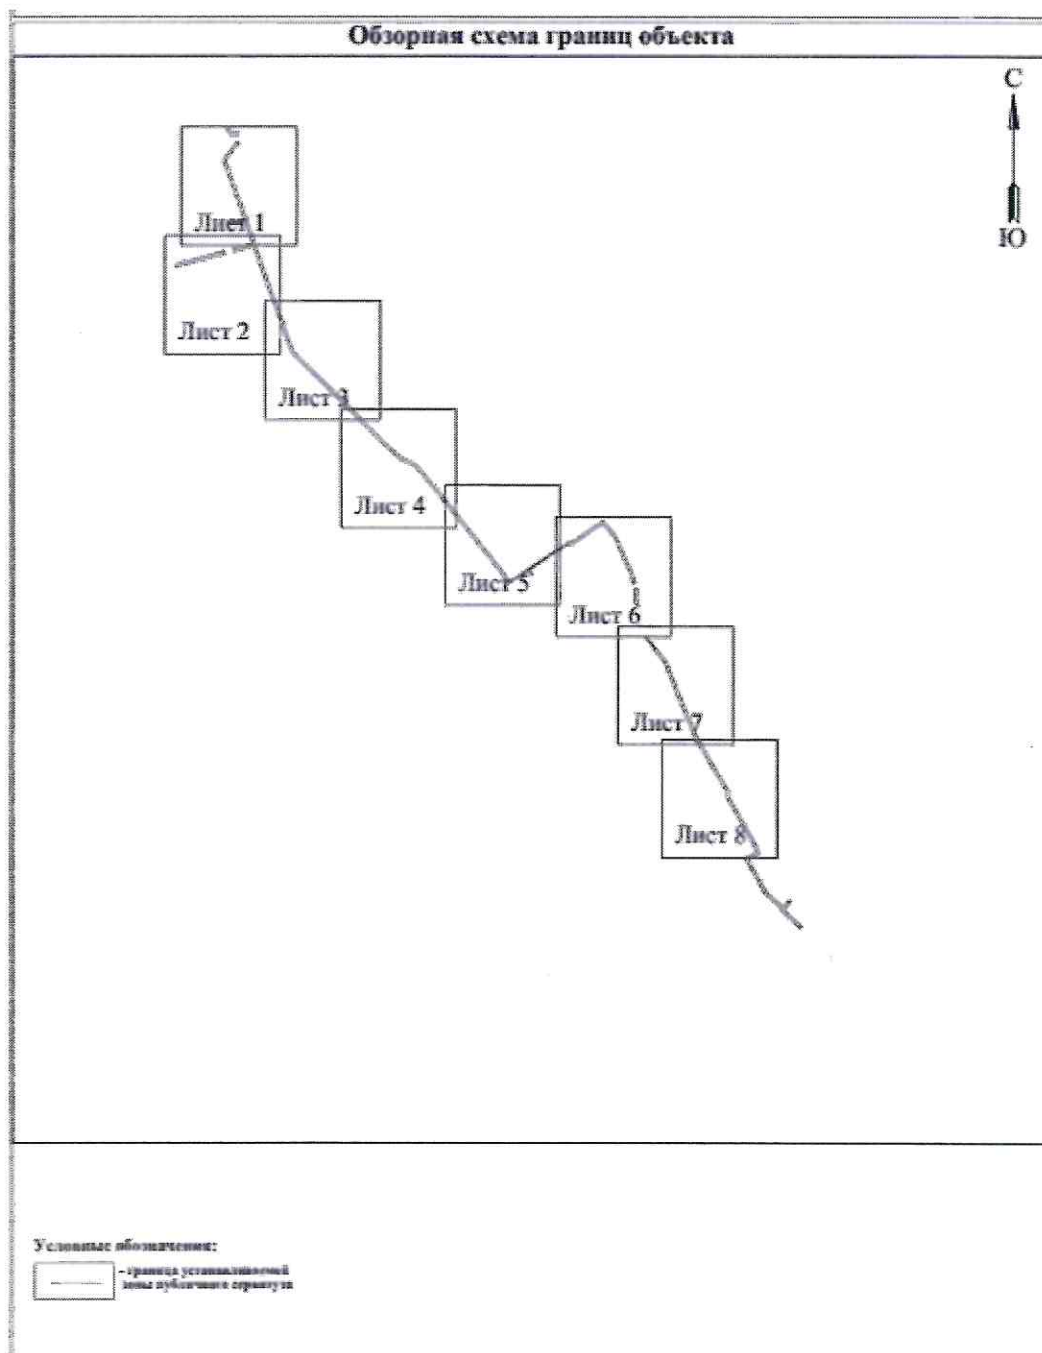 Обзорная схема границ объекта
С
Ю
Лист 1
Лист 2
Лист 3
Лист 4
Лист 5
Лист 6
Лист 7
Лист 8
Условные обозначения:
- граница устанавливаемой
зоны публичного сервитута